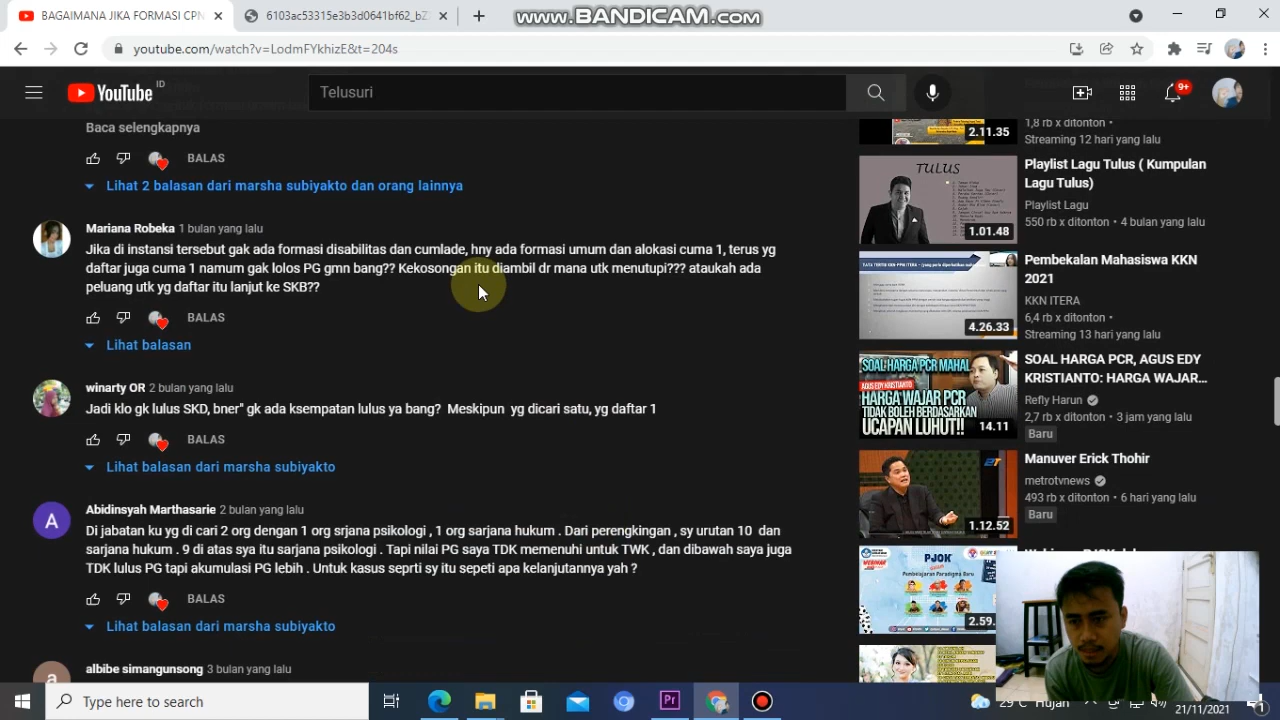 BAGAIMANA JIKA FORMASI CPN
6103ac53315e3b3d0641bf62_bZ
www.BANDICAM.com
youtube.com/watch?v=LodmFYkhizE&t=204s
YouTube ID
Telusuri
9+
Baca selengkapnya
BALAS
Lihat 2 balasan dari marsha subiyakto dan orang lainnya
Juliana Robeka 1 bulan yang lalu
Jika di instansi tersebut gak ada formasi disabilitas dan cumlade, hny ada formasi umum dan alokasi cuma 1, terus yg
daftar juga cuma 1 orang namun gak lolos PG gmn bang?? Kekosongan itu diambil dr mana utk menutupi??? ataukah ada
peluang utk yg daftar itu lanjut ke SKB??
BALAS
Lihat balasan
winarty OR 2 bulan yang lalu
Jadi klo gk lulus SKD, bner" gk ada ksempatan lulus ya bang? Meskipun yg dicari satu, yg daftar 1
BALAS
Lihat balasan dari marsha subiyakto
A
Abidinsyah Marthasarie 2 bulan yang lalu
Di jabatan ku yg di cari 2 org dengan 1 org srjana psikologi , 1 org sarjana hukum . Dari perengkingan , sy urutan 10 dan
sarjana hukum . 9 di atas sya itu sarjana psikologi . Tapi nilai PG saya TDK memenuhi untuk TWK , dan dibawah saya juga
TDK lulus PG tapi akumulasi PG lebih . Untuk kasus seprti sy itu sepeti apa kelanjutannya yah ?
BALAS
Lihat balasan dari marsha subiyakto
a
albibe simangunsong 3 bulan yang lalu
2.11.35
1,8 rb x ditonton •
Streaming 12 hari yang lalu
TULUS
1.01.48
Playlist Lagu Tulus ( Kumpulan
Lagu Tulus)
Playlist Lagu
550 rb x ditonton • 4 bulan yang lalu
4.26.33
Pembekalan Mahasiswa KKN
2021
KKN ITERA
6,4 rb x ditonton •
Streaming 13 hari yang lalu
SOAL HARGA PCR MAHAL
AGUS EDY KRISTIANTO
HARGA WAJAR PCR
TIDAK BOLEH BERDASARKAN
UCAPAN LUHUT!!
14.11
SOAL HARGA PCR, AGUS EDY
KRISTIANTO: HARGA WAJAR...
Refly Harun
2,7 rb x ditonton • 3 jam yang lalu
Baru
1.12.52
Manuver Erick Thohir
metrotvnews
493 rb x ditonton • 6 hari yang lalu
Baru
PJOK
Pembelajaran Paradigma Baru
2.59.
Type here to search
Pr
29°C Hujan
21/11/2021
1